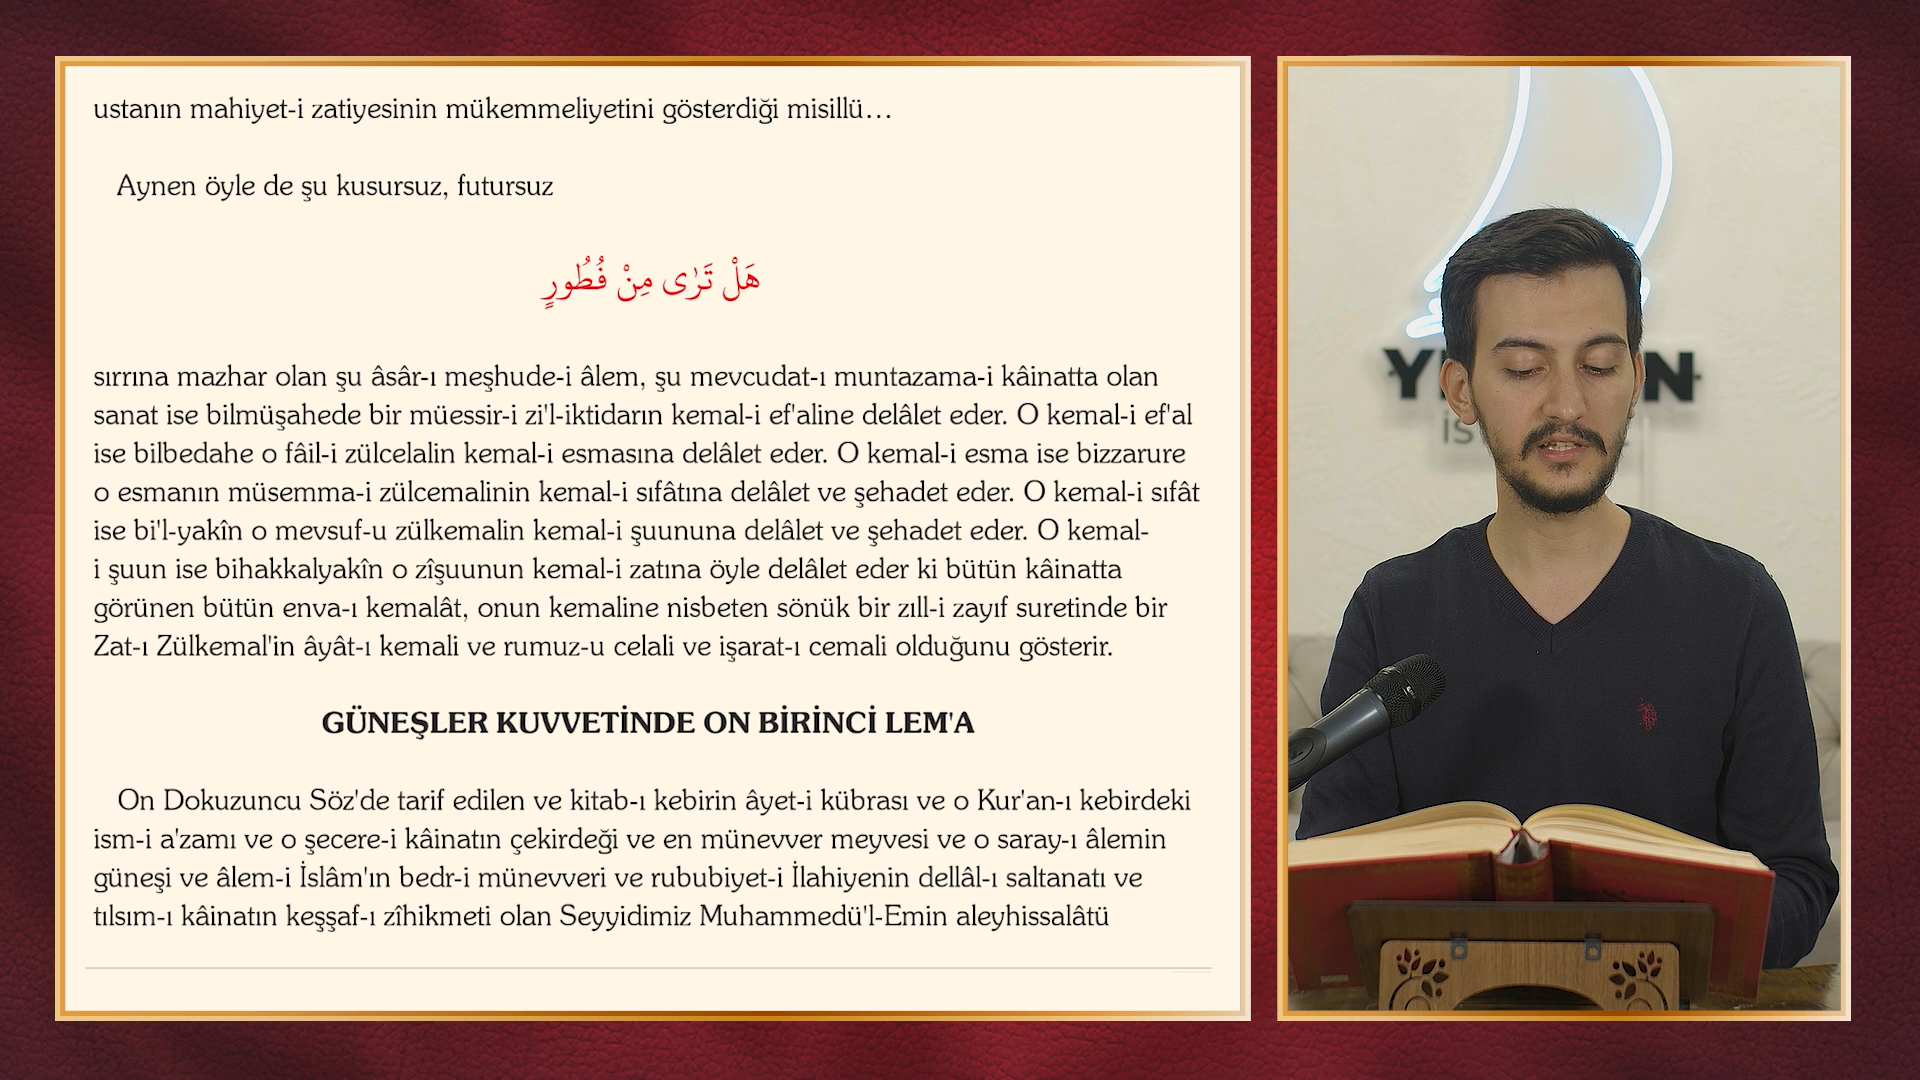 ustanın mahiyet-i zatiyesinin mükemmeliyetini gösterdiği misillü…
Aynen öyle de şu kusursuz, futursuz
هَلْ تَرٰى مِنْ فُطُورٍ
sırrına mazhar olan şu âsâr-ı meşhude-i âlem, şu mevcudat-ı muntazama-i kâinatta olan
sanat ise bilmüşahede bir müessir-i zi'l-iktidarın kemal-i ef'aline delâlet eder. O kemal-i ef'al
ise bilbedahe o fâil-i zülcelalin kemal-i esmasına delâlet eder. O kemal-i esma ise bizzarure
o esmanın müsemma-i zülcemalinin kemal-i sıfâtına delâlet ve şehadet eder. O kemal-i sıfât
ise bi'l-yakîn o mevsuf-u zülkemalin kemal-i şuununa delâlet ve şehadet eder. O kemal-
i şuun ise bihakkalyakîn o zîşuunun kemal-i zatına öyle delâlet eder ki bütün kâinatta
görünen bütün enva-ı kemalât, onun kemaline nisbeten sönük bir zıll-i zayıf suretinde bir
Zat-ı Zülkemal'in âyât-ı kemali ve rumuz-u celali ve işarat-ı cemali olduğunu gösterir.
GÜNEŞLER KUVVETİNDE ON BİRİNCİ LEM'A
On Dokuzuncu Söz'de tarif edilen ve kitab-ı kebirin âyet-i kübrası ve o Kur'an-ı kebirdeki
ism-i a'zamı ve o şecere-i kâinatın çekirdeği ve en münevver meyvesi ve o saray-ı âlemin
güneşi ve âlem-i İslâm'ın bedr-i münevveri ve rububiyet-i İlahiyenin dellâl-ı saltanatı ve
tılsım-ı kâinatın keşşaf-ı zîhikmeti olan Seyyidimiz Muhammedü'l-Emin aleyhissalâtü